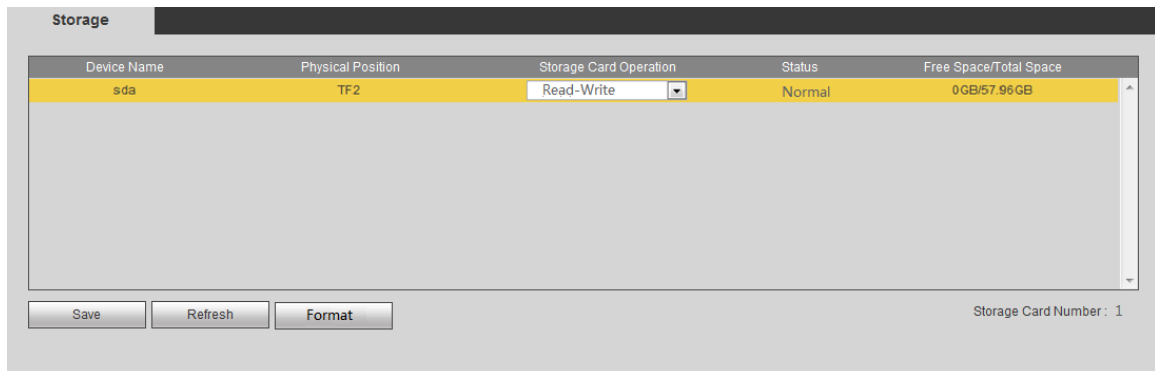 Storage
Device Name Physical Position Storage Card Operation Status Free Space/Total Space
sda TF2 Read-Write Normal 0GB/57.96GB
Save Refresh Format Storage Card Number : 1